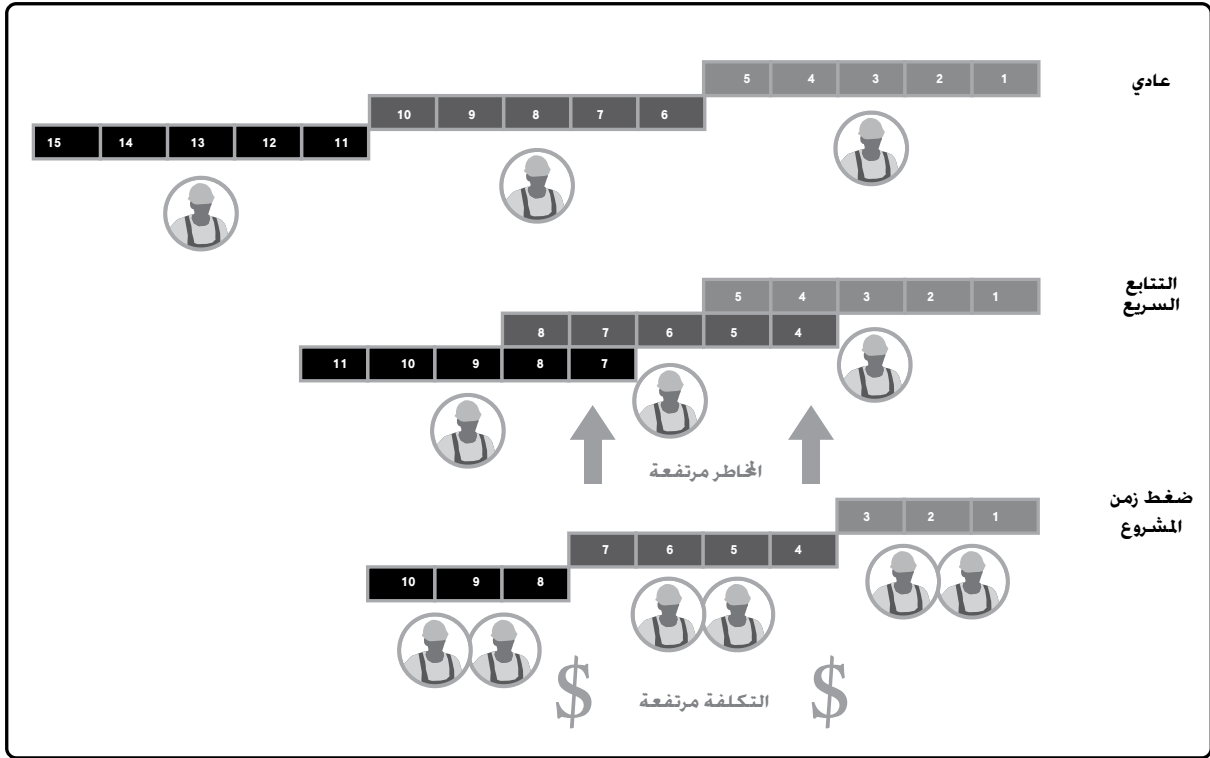 عادي
1 2 3 4 5
6 7 8 9 10
11 12 13 14 15
التتابع
السريع
1 2 3 4 5
4 5 6 7 8
7 8 9 10 11
المخاطر مرتفعة
ضغط زمن
المشروع
1 2 3
4 5 6 7
8 9 10
$ التكلفة مرتفعة $